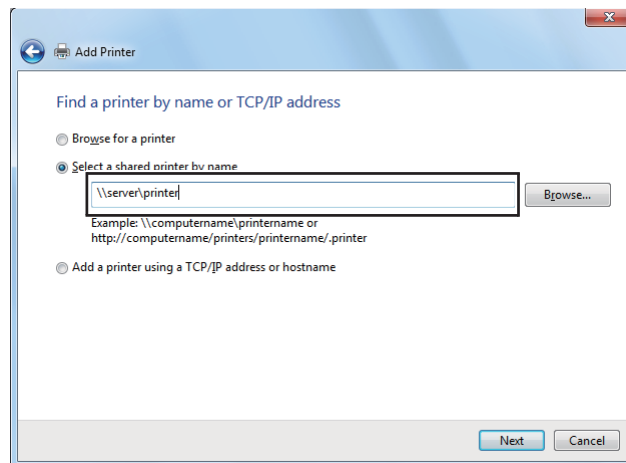 Add Printer
Find a printer by name or TCP/IP address
Browse for a printer
Select a shared printer by name
\\server\printer
Browse...
Example: \\computername\printername or
http://computername/printers/printername/.printer
Add a printer using a TCP/IP address or hostname
Next
Cancel